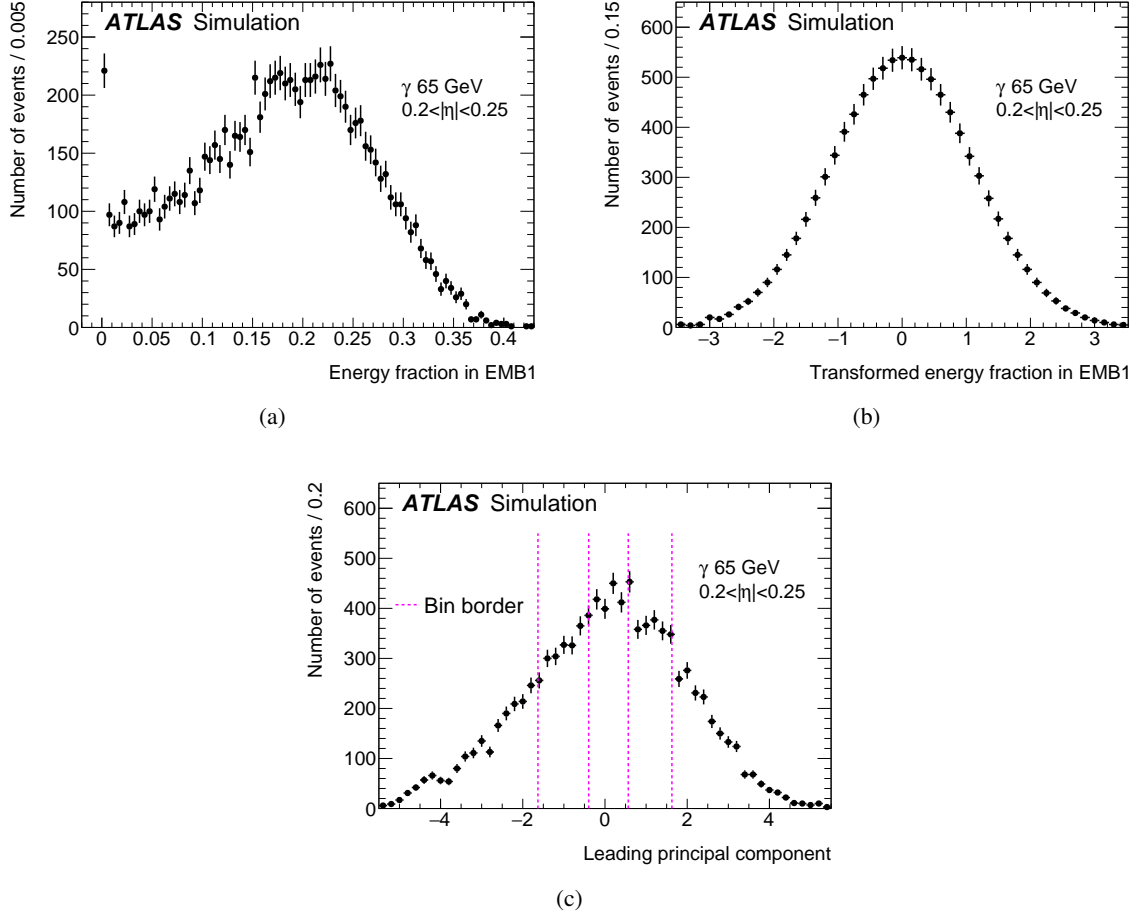 ATLAS Simulation
Number of events / 0.005
250
200
150
100
50
0
γ 65 GeV
0.2<|η|<0.25
0 0.05 0.1 0.15 0.2 0.25 0.3 0.35 0.4
Energy fraction in EMB1
(a)
ATLAS Simulation
Number of events / 0.15
600
500
400
300
200
100
0
γ 65 GeV
0.2<|η|<0.25
−3 −2 −1 0 1 2 3
Transformed energy fraction in EMB1
(b)
ATLAS Simulation
Number of events / 0.2
600
500
400
300
200
100
0
γ 65 GeV
0.2<|η|<0.25
Bin border
−4 −2 0 2 4
Leading principal component
(c)